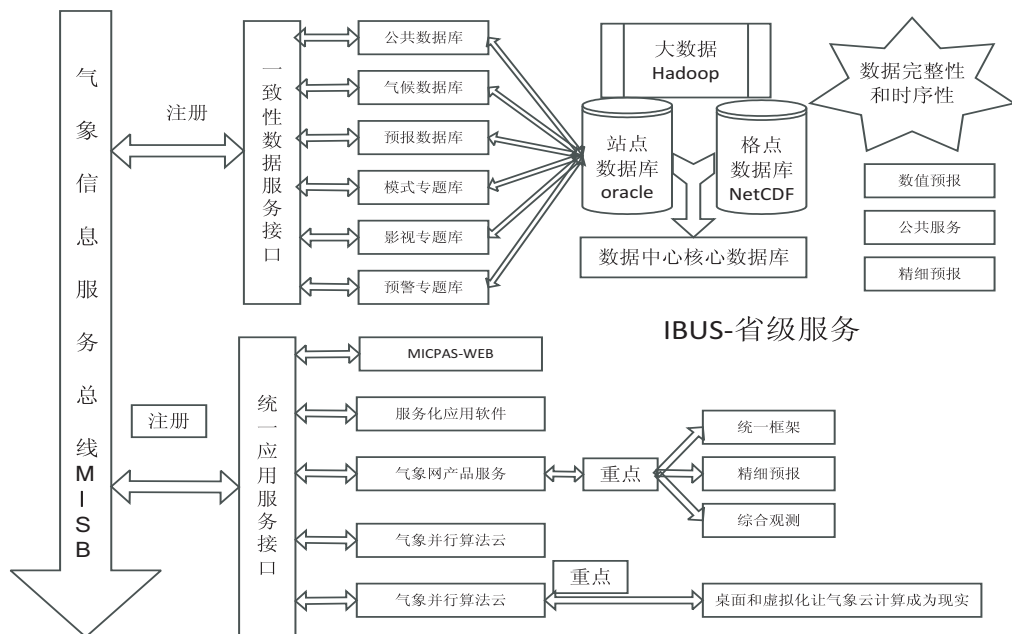 气象信息服务总线MISB
注册
一致性数据服务接口
公共数据库
气候数据库
预报数据库
模式专题库
影视专题库
预警专题库
大数据
Hadoop
站点
数据库
oracle
格点
数据库
NetCDF
数据中心核心数据库
数据完整性
和时序性
数值预报
公共服务
精细预报
IBUS-省级服务
注册
统一应用服务接口
MICPAS-WEB
服务化应用软件
气象网产品服务
重点
统一框架
精细预报
综合观测
气象并行算法云
气象并行算法云
重点
桌面和虚拟化让气象云计算成为现实